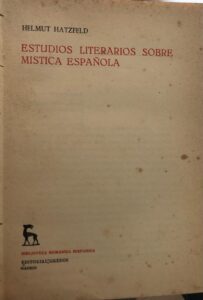 HELMUT HATZFELD
ESTUDIOS LITERARIOS SOBRE
MISTICA ESPAÑOLA
BIBLIOTECA ROMANICA HISPANICA
EDITORIAL GREDOS
MADRID